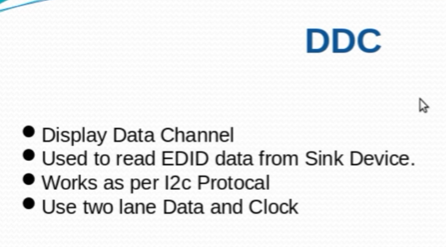 DDC
● Display Data Channel
● Used to read EDID data from Sink Device.
● Works as per I2c Protocal
● Use two lane Data and Clock